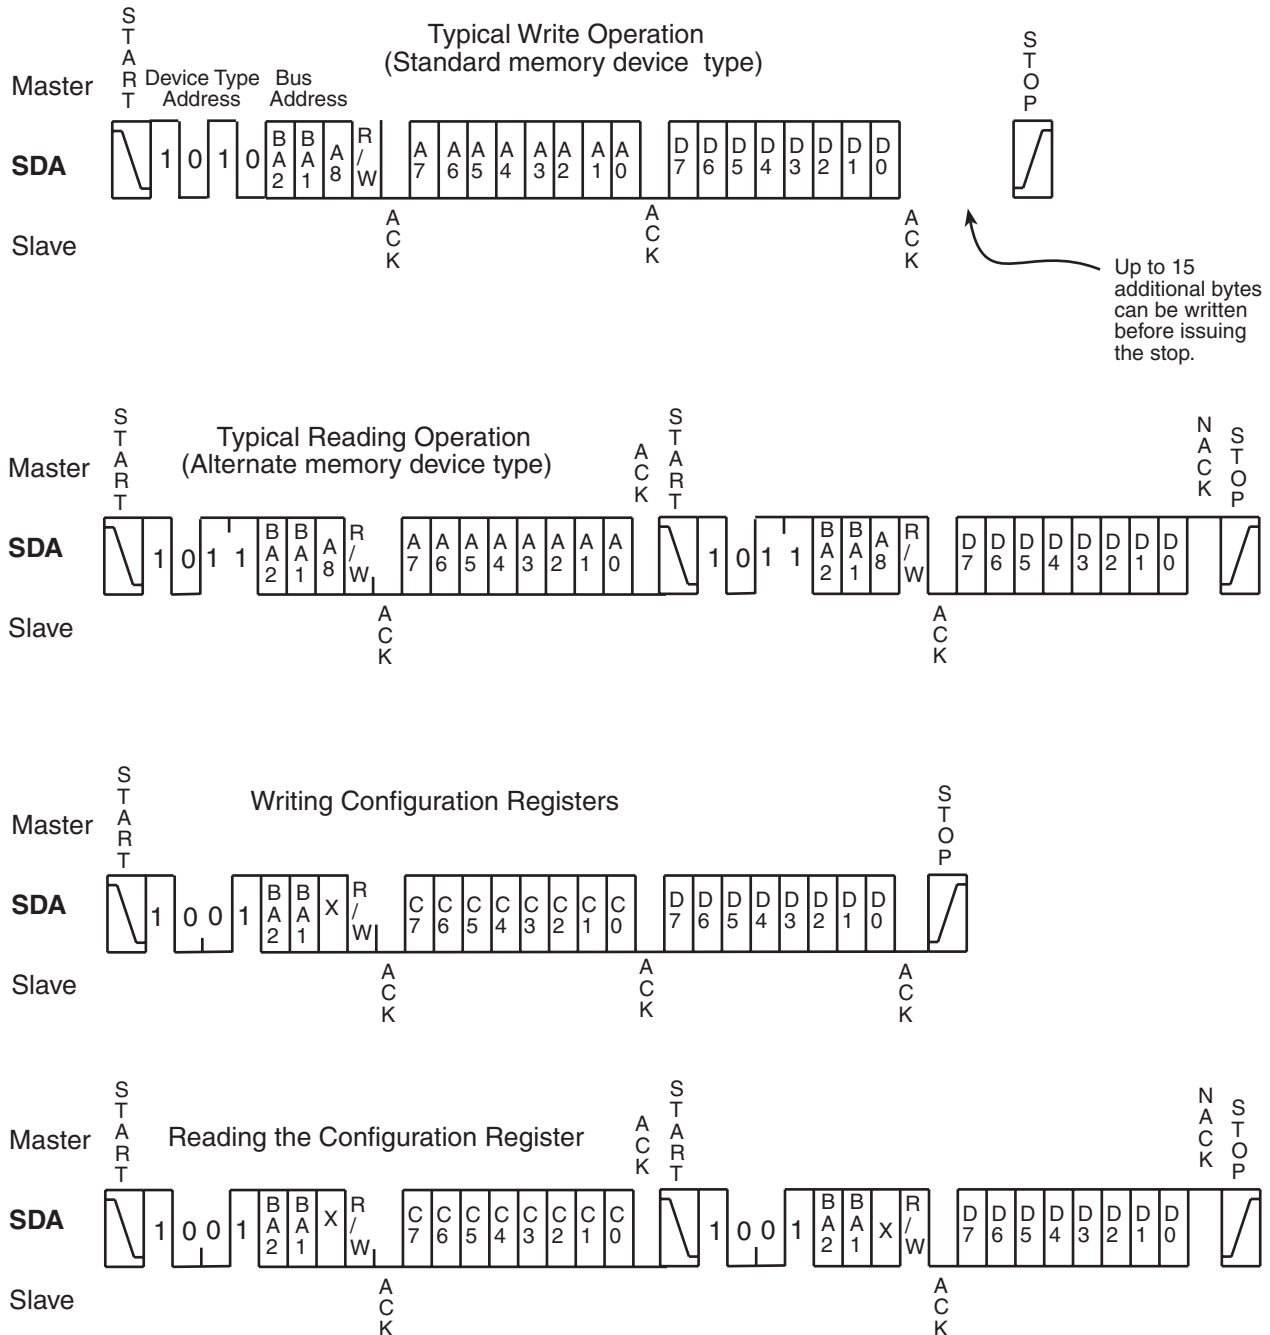 START
Typical Write Operation
(Standard memory device type)
STOP
Master
Device Type
Address
Bus
Address
SDA
1 0 1 0 BA2 BA1 A8 R/W A7 A6 A5 A4 A3 A2 A1 A0 D7 D6 D5 D4 D3 D2 D1 D0
Slave
ACK ACK ACK
Up to 15
additional bytes
can be written
before issuing
the stop.
START
Typical Reading Operation
(Alternate memory device type)
ACK START NACK STOP
Master
SDA
1 0 1 1 BA2 BA1 A8 R/W A7 A6 A5 A4 A3 A2 A1 A0 1 0 1 1 BA2 BA1 A8 R/W D7 D6 D5 D4 D3 D2 D1 D0
Slave
ACK ACK
START
Writing Configuration Registers
STOP
Master
SDA
1 0 0 1 BA2 BA1 X R/W C7 C6 C5 C4 C3 C2 C1 C0 D7 D6 D5 D4 D3 D2 D1 D0
Slave
ACK ACK ACK
START
Reading the Configuration Register
ACK START NACK STOP
Master
SDA
1 0 0 1 BA2 BA1 X R/W C7 C6 C5 C4 C3 C2 C1 C0 1 0 0 1 BA2 BA1 X R/W D7 D6 D5 D4 D3 D2 D1 D0
Slave
ACK ACK